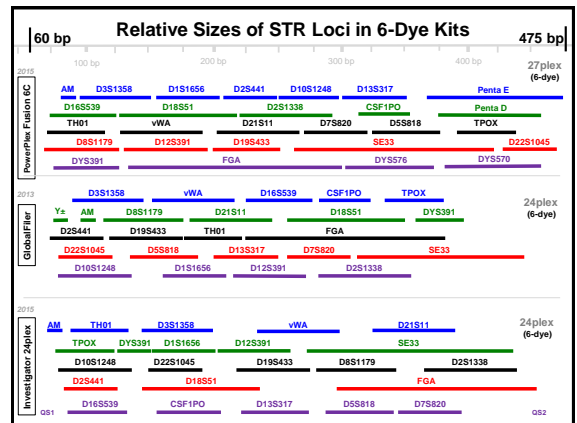 Relative Sizes of STR Loci in 6-Dye Kits
60 bp 475 bp
100 bp 200 bp 300 bp 400 bp
2015 27plex
(6-dye)
PowerPlex Fusion 6C
AM D3S1358 D1S1656 D2S441 D10S1248 D13S317 Penta E
D16S539 D18S51 D2S1338 CSF1PO Penta D
TH01 vWA D21S11 D7S820 D5S818 TPOX
D8S1179 D12S391 D19S433 SE33 D22S1045
DYS391 FGA DYS576 DYS570
2013 24plex
(6-dye)
GlobalFiler
D3S1358 vWA D16S539 CSF1PO TPOX
Y± AM D8S1179 D21S11 D18S51 DYS391
D2S441 D19S433 TH01 FGA
D22S1045 D5S818 D13S317 D7S820 SE33
D10S1248 D1S1656 D12S391 D2S1338
2015 24plex
(6-dye)
Investigator 24plex
AM TH01 D3S1358 vWA D21S11
TPOX DYS391 D1S1656 D12S391 SE33
D10S1248 D22S1045 D19S433 D8S1179 D2S1338
D2S441 D18S51 FGA
QS1 D16S539 CSF1PO D13S317 D5S818 D7S820 QS2